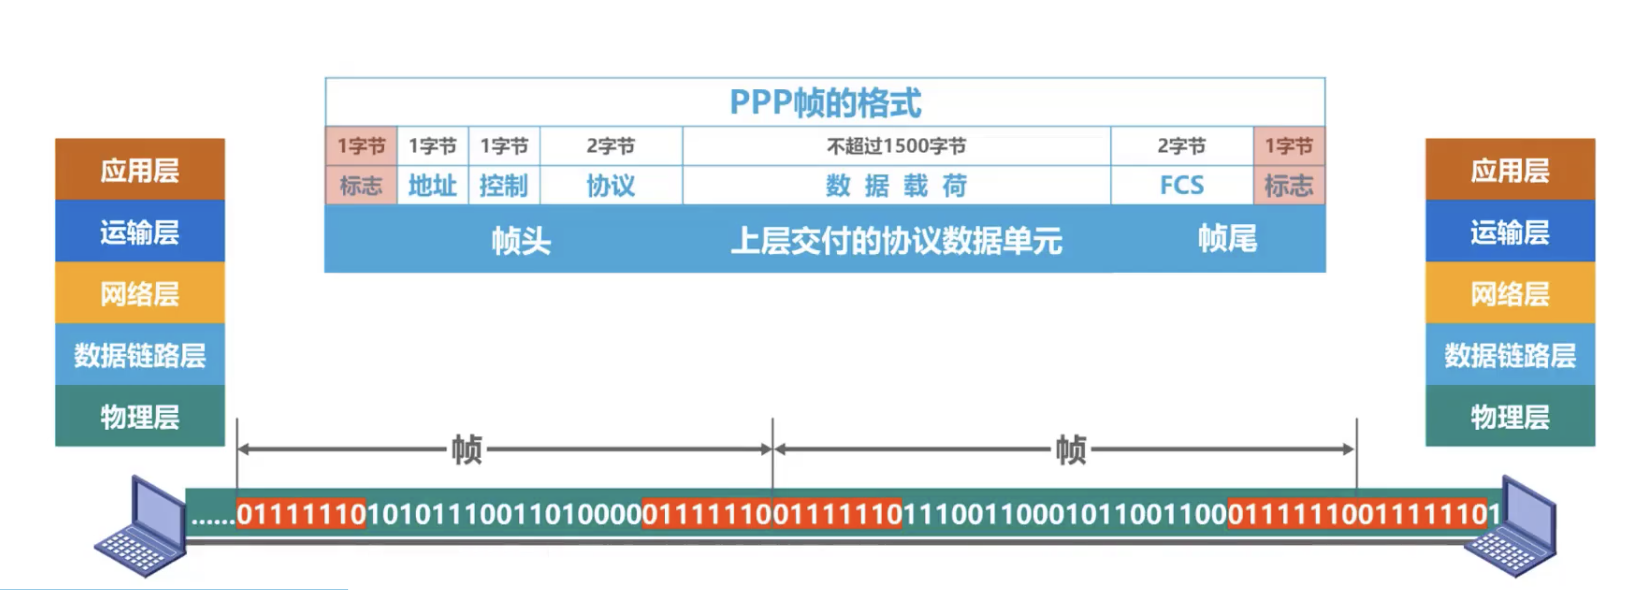 PPP帧的格式
1字节 1字节 1字节 2字节 不超过1500字节 2字节 1字节
标志 地址 控制 协议 数据载荷 FCS 标志
帧头 上层交付的协议数据单元 帧尾
应用层
运输层
网络层
数据链路层
物理层
应用层
运输层
网络层
数据链路层
物理层
帧 帧
......011111101010111001101000001111110011111101110011000101100110001111110011111101